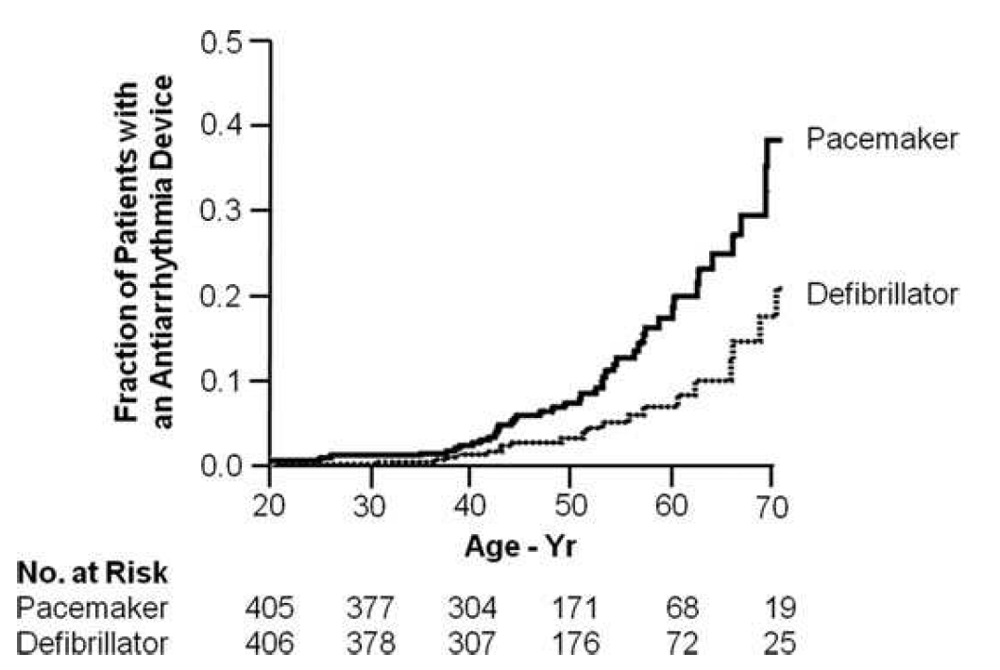 Fraction of Patients with
an Antiarrhythmia Device
0.5
0.4
0.3
0.2
0.1
0.0
Pacemaker
Defibrillator
20 30 40 50 60 70
Age - Yr
No. at Risk
Pacemaker 405 377 304 171 68 19
Defibrillator 406 378 307 176 72 25